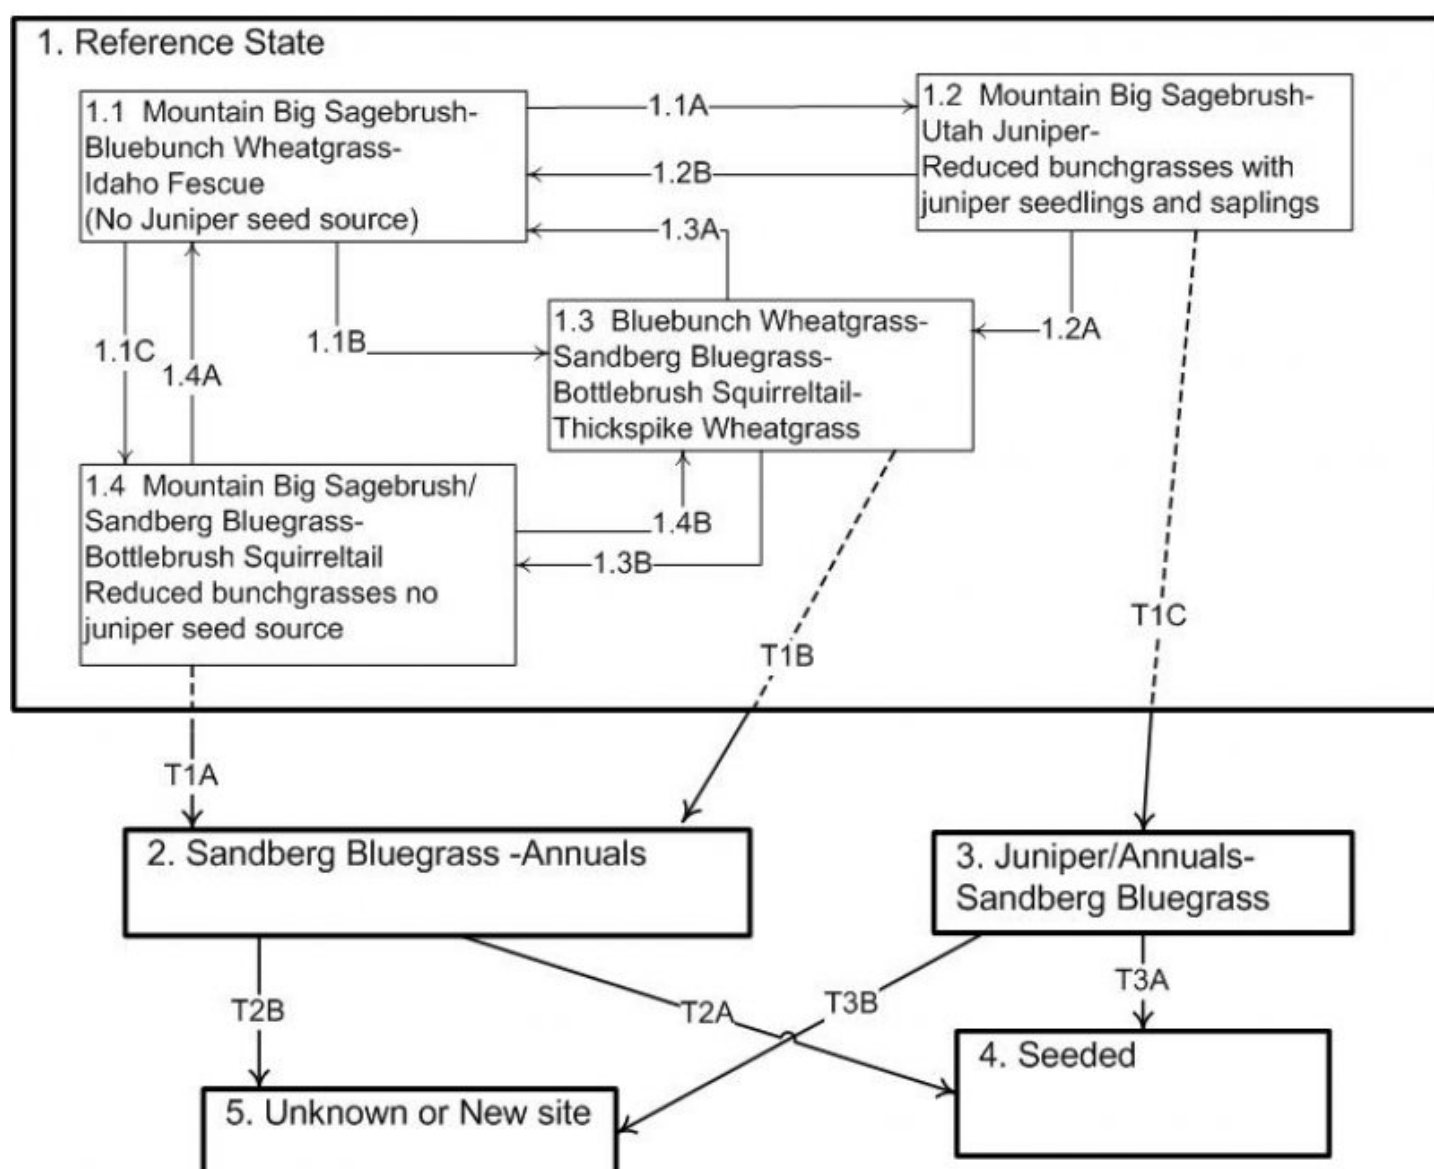 1. Reference State
1.1 Mountain Big Sagebrush-
Bluebunch Wheatgrass-
Idaho Fescue
(No Juniper seed source)
1.1A
1.2B
1.3A
1.2 Mountain Big Sagebrush-
Utah Juniper-
Reduced bunchgrasses with
juniper seedlings and saplings
1.1C
1.4A
1.1B
1.3 Bluebunch Wheatgrass-
Sandberg Bluegrass-
Bottlebrush Squirreltail-
Thickspike Wheatgrass
1.2A
1.4 Mountain Big Sagebrush/
Sandberg Bluegrass-
Bottlebrush Squirreltail
Reduced bunchgrasses no
juniper seed source
1.4B
1.3B
T1B
T1C
T1A
2. Sandberg Bluegrass -Annuals
3. Juniper/Annuals-
Sandberg Bluegrass
T2B
T2A
T3B
T3A
4. Seeded
5. Unknown or New site